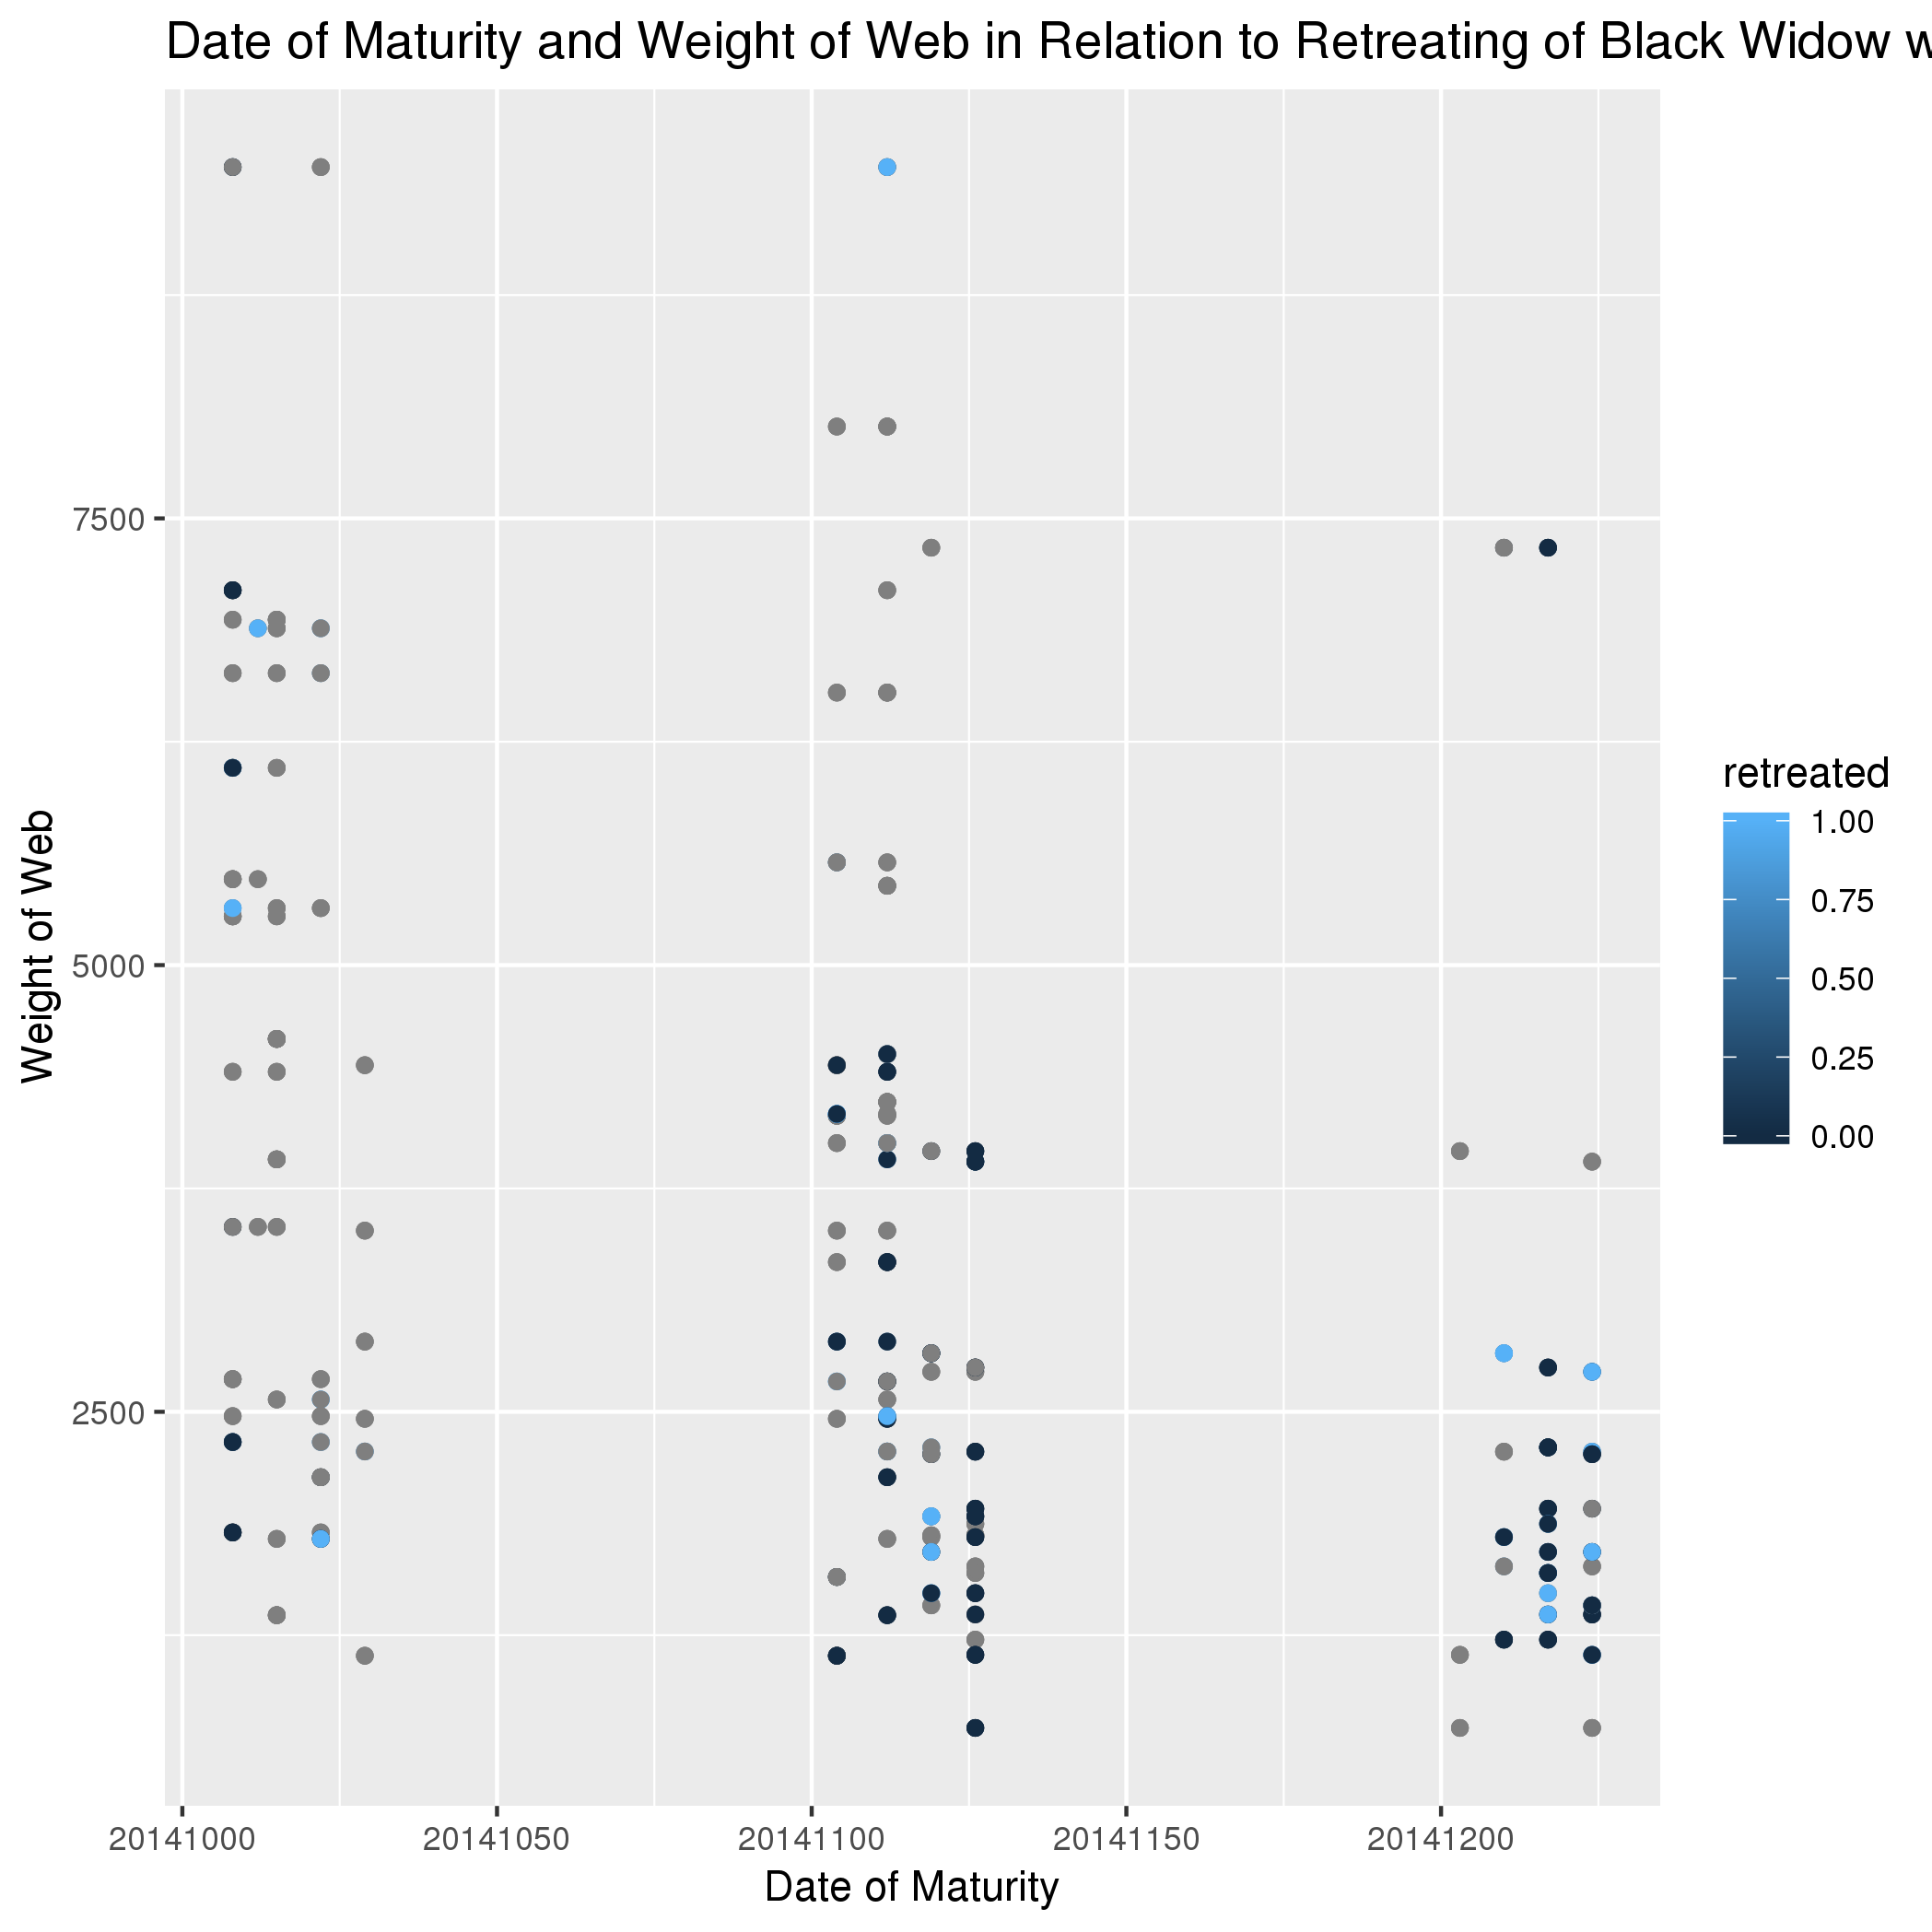 Date of Maturity and Weight of Web in Relation to Retreating of Black Widow
7500
5000
2500
Weight of Web
20141000 20141050 20141100 20141150 20141200
Date of Maturity
retreated
1.00
0.75
0.50
0.25
0.00